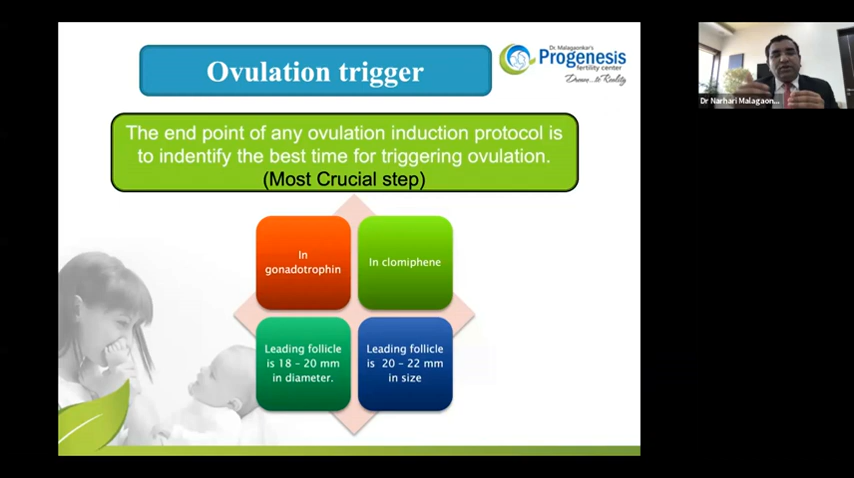 Ovulation trigger
Dr. Malagaonkar's
Progenesis
fertility center
Dream...to Reality
Dr Narhari Malagaon...
The end point of any ovulation induction protocol is
to indentify the best time for triggering ovulation.
(Most Crucial step)
In
gonadotrophin
In clomiphene
Leading follicle
is 18 - 20 mm
in diameter.
Leading follicle
is 20 - 22 mm
in size